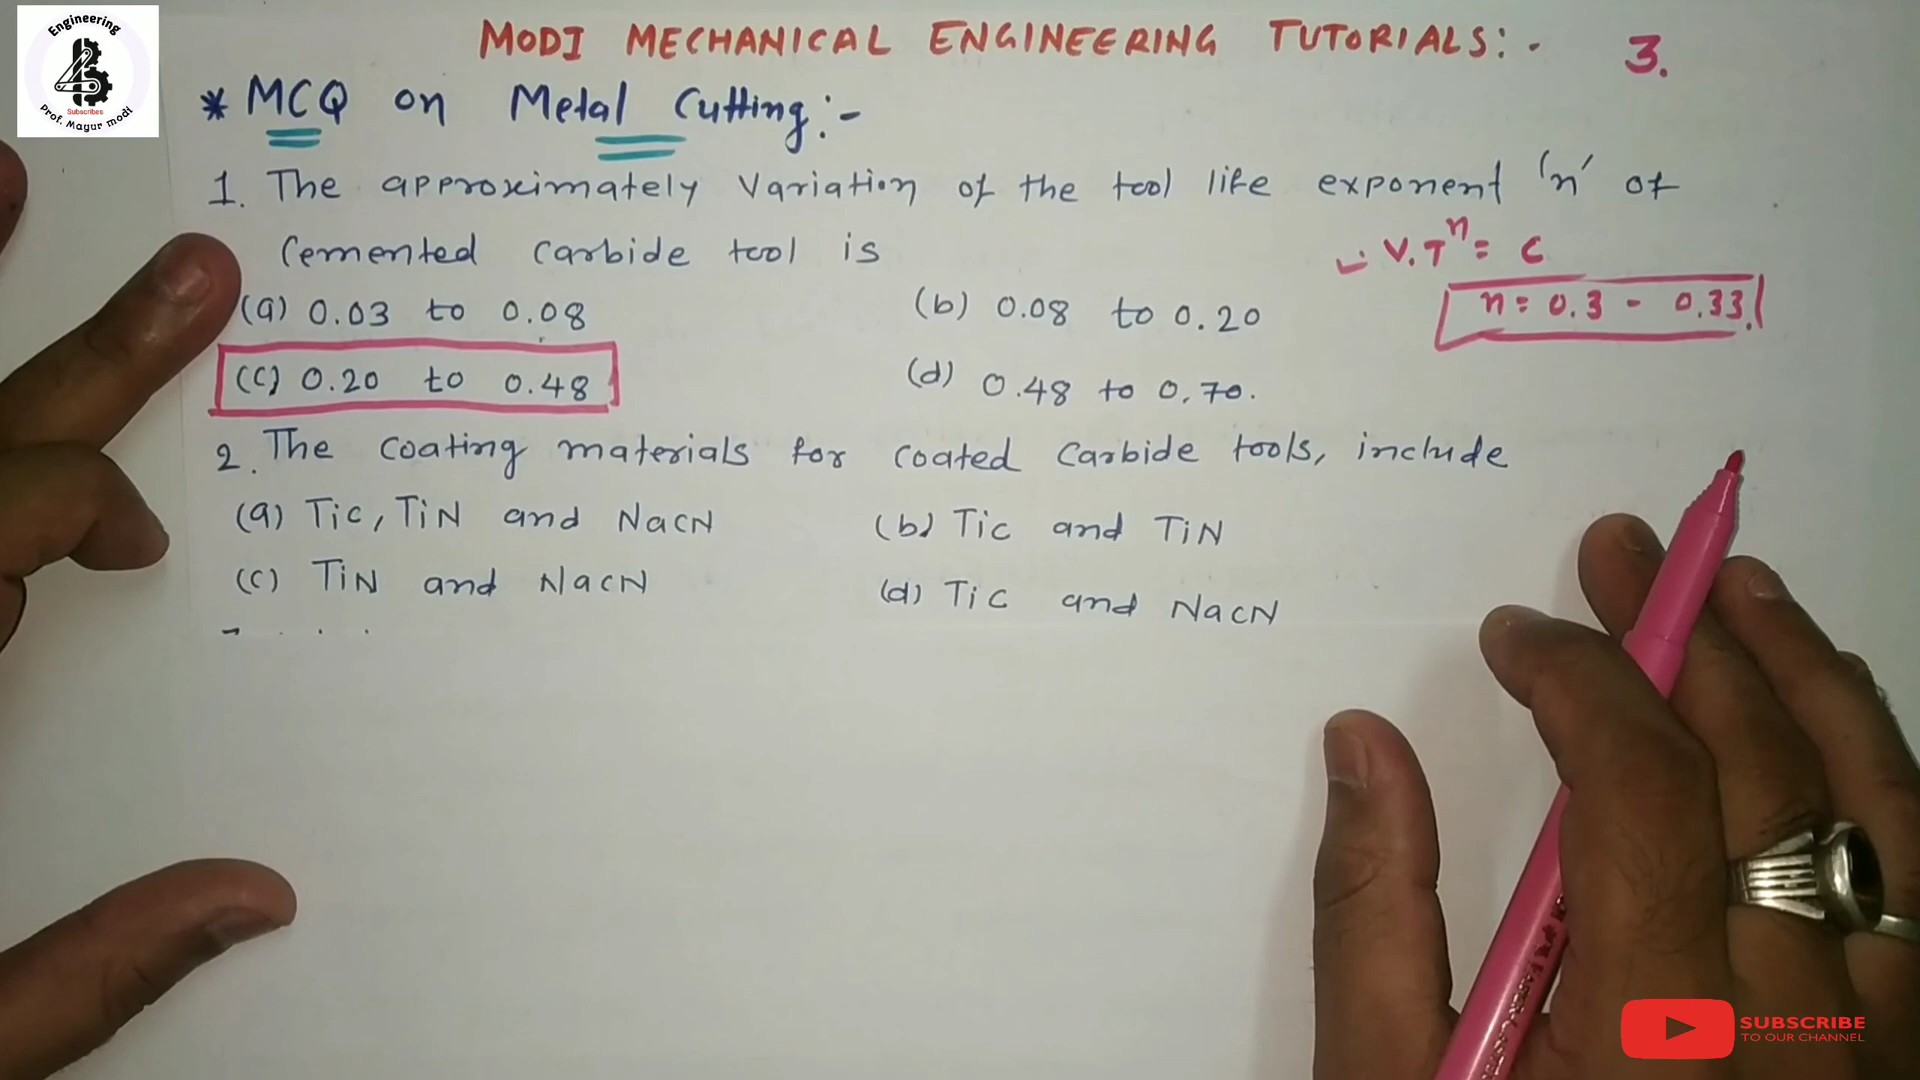 Engineering
Subscribes
Prof. Mayur modi
MODI MECHANICAL ENGINEERING TUTORIALS:- 3.
* MCQ on Metal Cutting:-
1. The approximately variation of the tool life exponent 'n' of
cemented carbide tool is
V.T^n = C
n = 0.3 - 0.33.
(a) 0.03 to 0.08 (b) 0.08 to 0.20
(c) 0.20 to 0.48 (d) 0.48 to 0.70.
2. The coating materials for coated carbide tools, include
(a) Tic, TiN and NaCN (b) Tic and TiN
(c) TiN and NaCN (d) TiC and NaCN
SUBSCRIBE
TO OUR CHANNEL